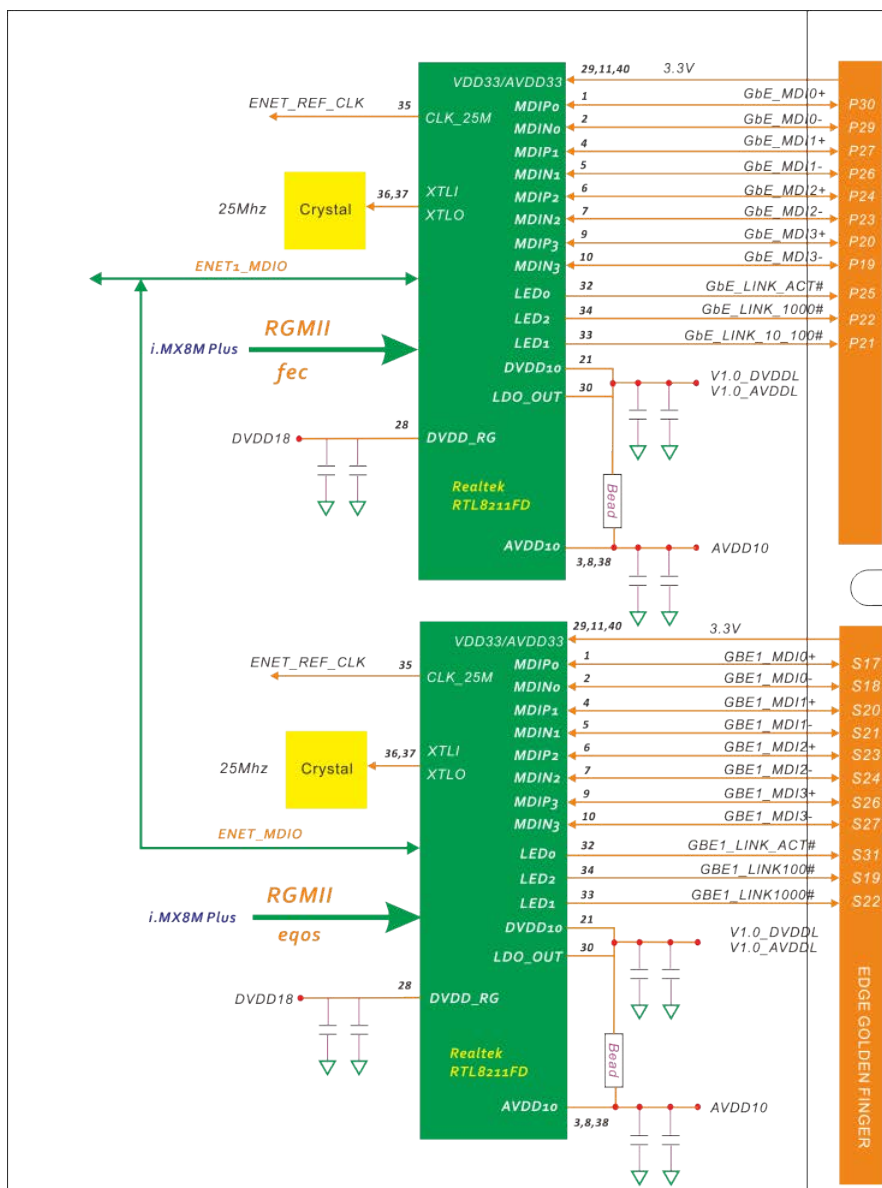 29,11,40 3.3V
VDD33/AVDD33
ENET_REF_CLK 35 CLK_25M
MDIP0 1 GbE_MDI0+ P30
MDIN0 2 GbE_MDI0- P29
MDIP1 4 GbE_MDI1+ P27
MDIN1 5 GbE_MDI1- P26
25Mhz Crystal 36,37 XTLI
XTLO
MDIP2 6 GbE_MDI2+ P24
MDIN2 7 GbE_MDI2- P23
MDIP3 9 GbE_MDI3+ P20
MDIN3 10 GbE_MDI3- P19
ENET1_MDIO
LED0 32 GbE_LINK_ACT# P25
LED2 34 GbE_LINK_1000# P22
LED1 33 GbE_LINK_10_100# P21
i.MX8M Plus RGMII
fec
DVDD10 21
V1.0_DVDDL
V1.0_AVDDL
LDO_OUT 30
DVDD18 28 DVDD_RG
Realtek
RTL8211FD
Bead
AVDD10 3,8,38 AVDD10
29,11,40 3.3V
VDD33/AVDD33
ENET_REF_CLK 35 CLK_25M
MDIP0 1 GBE1_MDI0+ S17
MDIN0 2 GBE1_MDI0- S18
MDIP1 4 GBE1_MDI1+ S20
MDIN1 5 GBE1_MDI1- S21
25Mhz Crystal 36,37 XTLI
XTLO
MDIP2 6 GBE1_MDI2+ S23
MDIN2 7 GBE1_MDI2- S24
MDIP3 9 GBE1_MDI3+ S26
MDIN3 10 GBE1_MDI3- S27
ENET_MDIO
LED0 32 GBE1_LINK_ACT# S31
LED2 34 GBE1_LINK100# S19
LED1 33 GBE1_LINK1000# S22
i.MX8M Plus RGMII
eqos
DVDD10 21
V1.0_DVDDL
V1.0_AVDDL
LDO_OUT 30
DVDD18 28 DVDD_RG
Realtek
RTL8211FD
Bead
AVDD10 3,8,38 AVDD10
EDGE GOLDEN FINGER